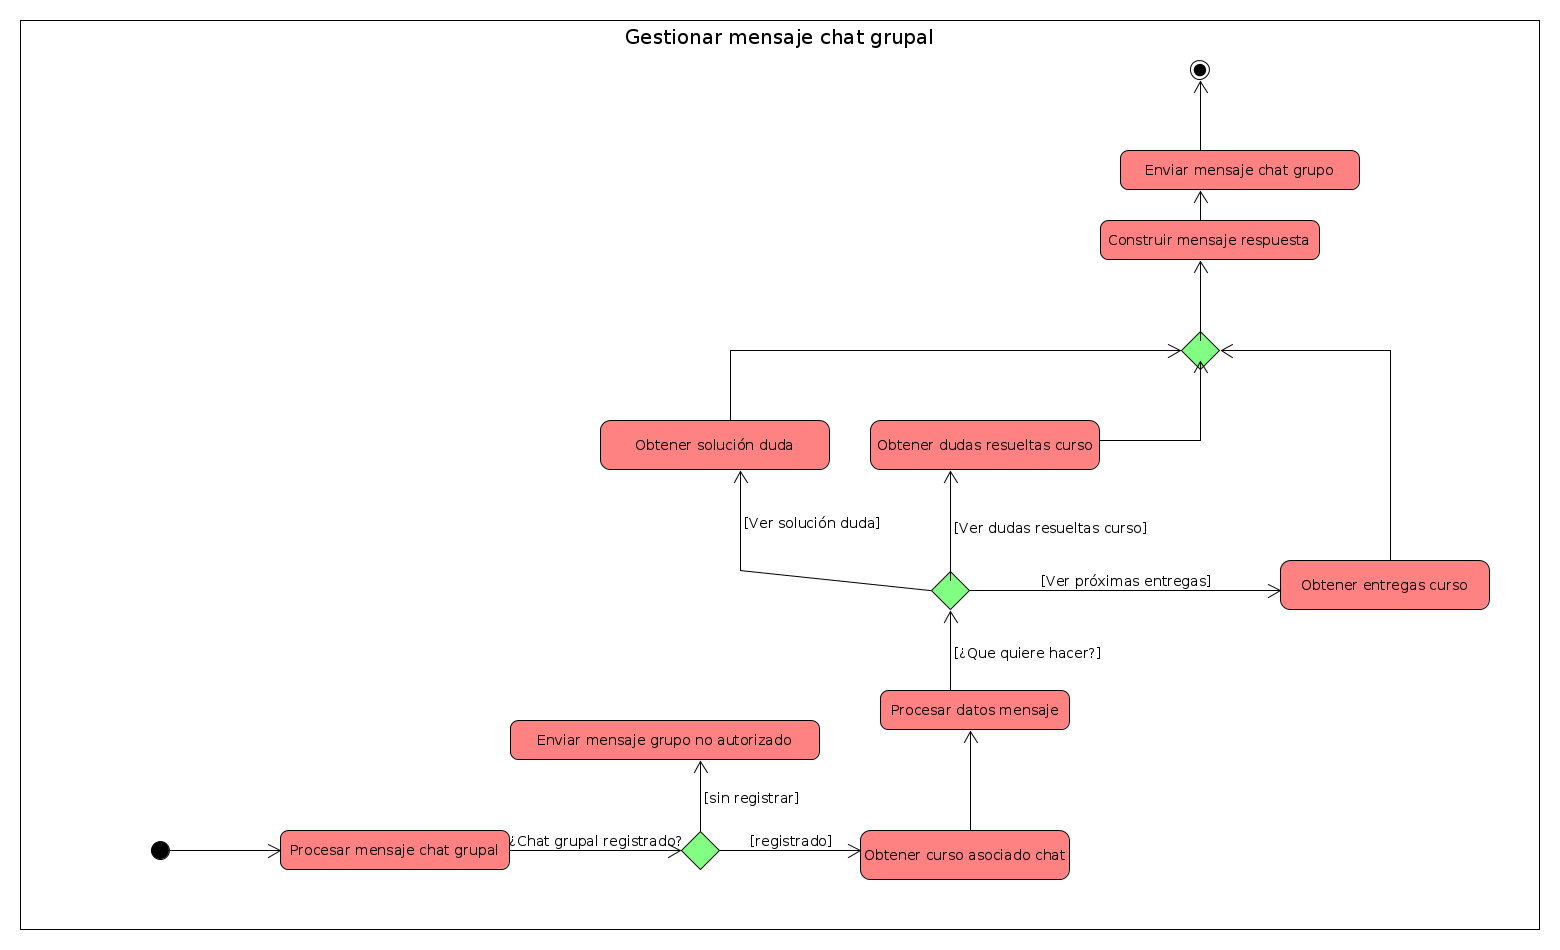 Gestionar mensaje chat grupal
Enviar mensaje chat grupo
Construir mensaje respuesta
Obtener solución duda
Obtener dudas resueltas curso
[Ver solución duda]
[Ver dudas resueltas curso]
[Ver próximas entregas]
Obtener entregas curso
[¿Que quiere hacer?]
Procesar datos mensaje
Enviar mensaje grupo no autorizado
[sin registrar]
Procesar mensaje chat grupal
¿Chat grupal registrado?
[registrado]
Obtener curso asociado chat